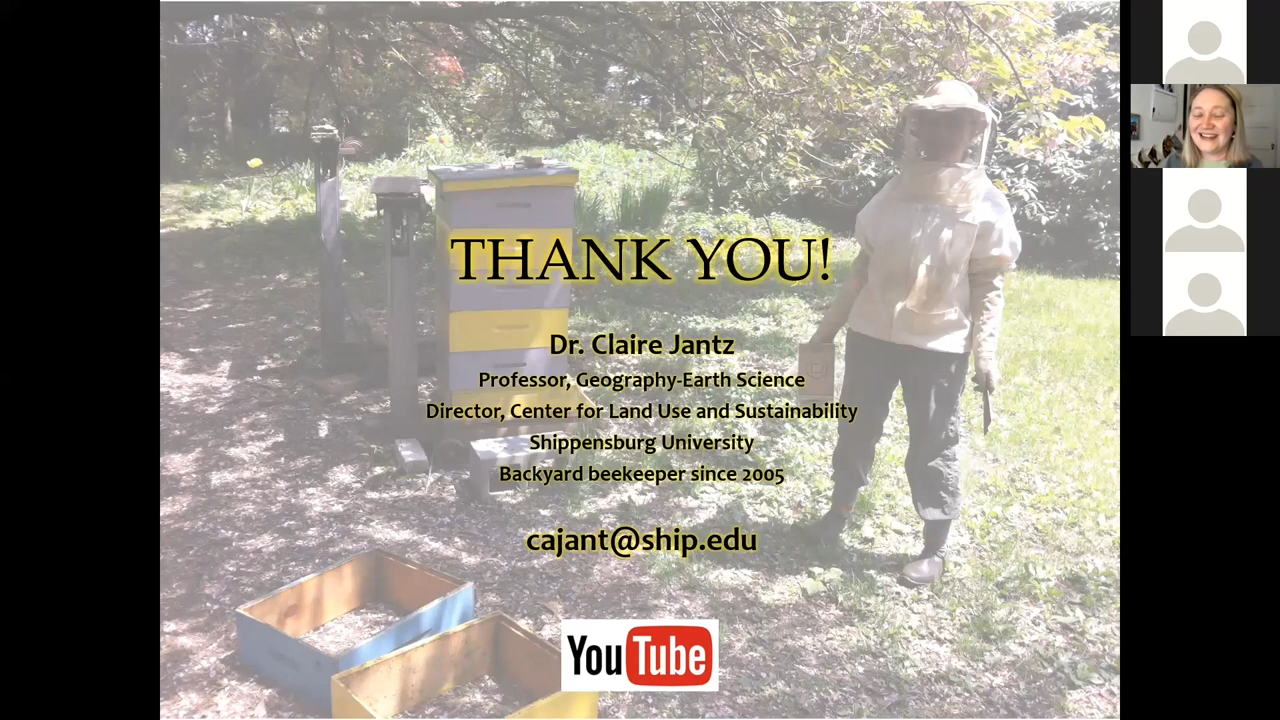 THANK YOU!
Dr. Claire Jantz
Professor, Geography-Earth Science
Director, Center for Land Use and Sustainability
Shippensburg University
Backyard beekeeper since 2005
cajant@ship.edu
YouTube